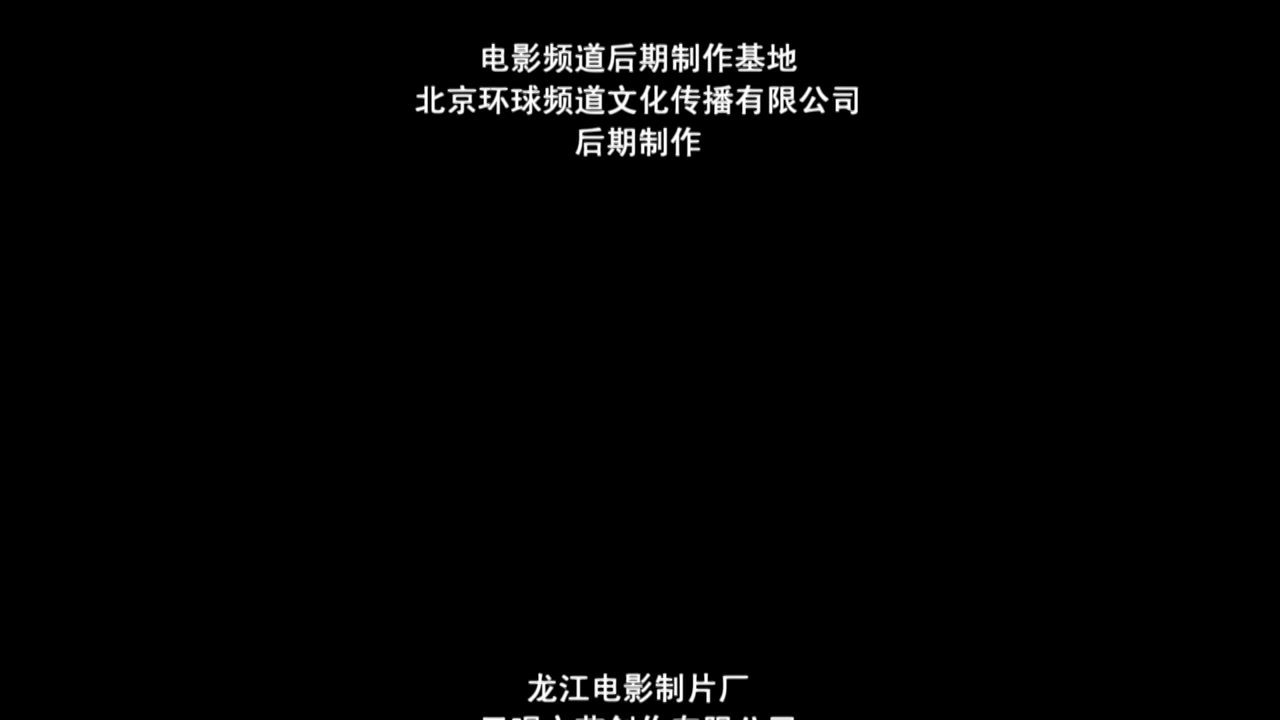 电影频道后期制作基地
北京环球频道文化传播有限公司
后期制作
龙江电影制片厂